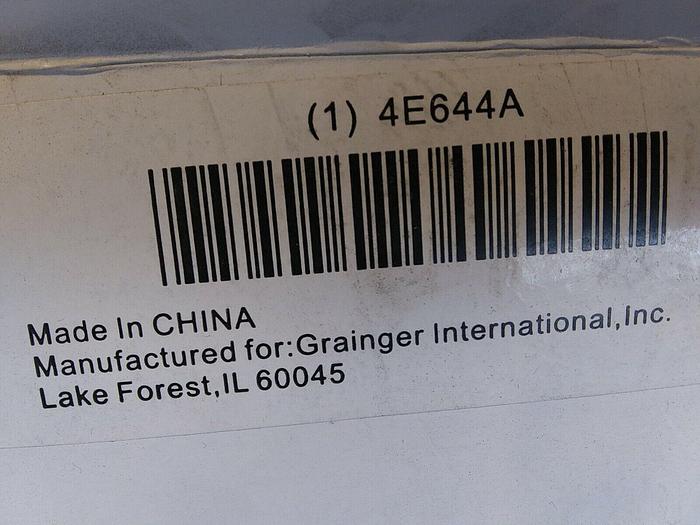 (1) 4E644A
Made In CHINA
Manufactured for:Grainger International,Inc.
Lake Forest,IL 60045